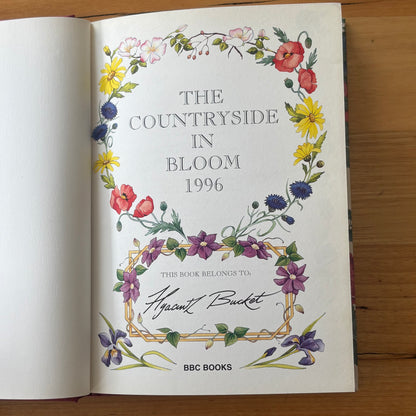 THE
COUNTRYSIDE
IN
BLOOM
1996
THIS BOOK BELONGS TO:
Hyacinth Bucket
BBC BOOKS